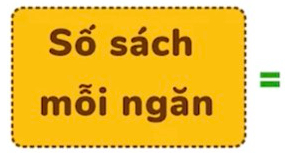 Số sách
mỗi ngăn
=